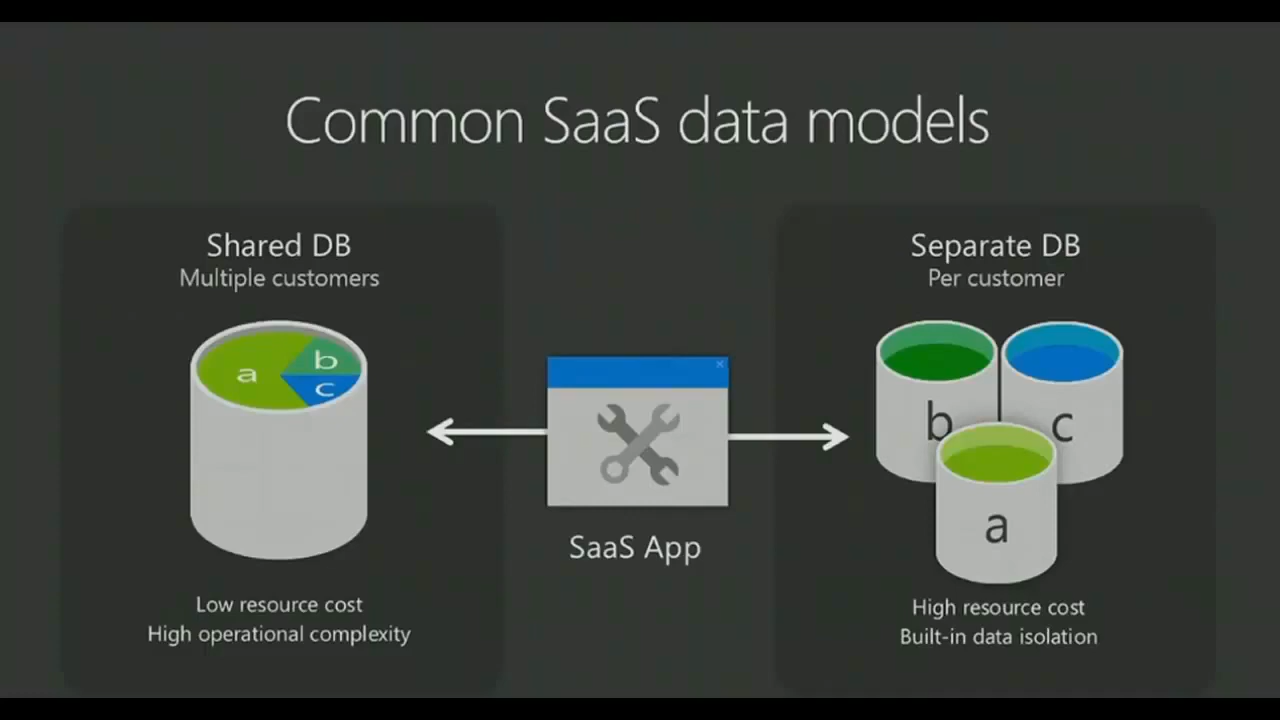 Common SaaS data models
Shared DB
Multiple customers
a
b
c
Low resource cost
High operational complexity
SaaS App
Separate DB
Per customer
b
c
a
High resource cost
Built-in data isolation